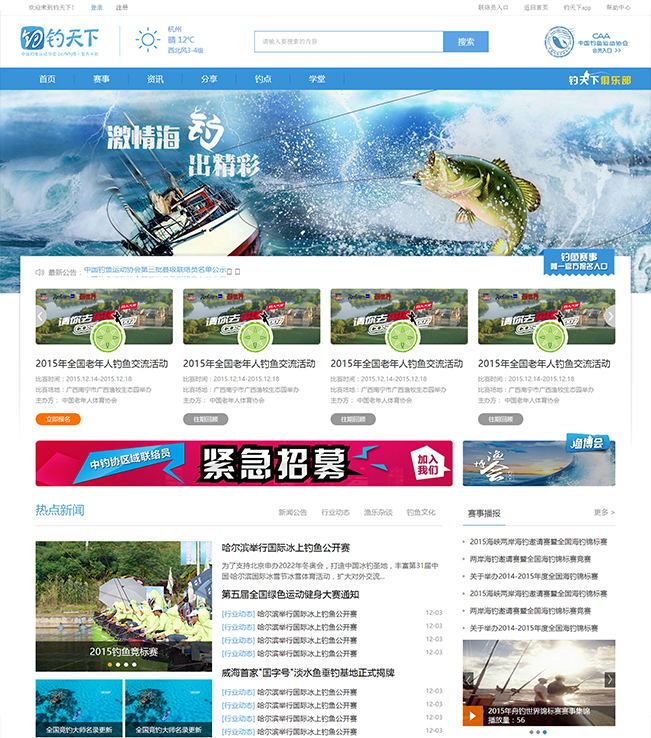 欢迎来到钓天下! 登录 注册
联络员入口 返回首页 钓天下app 帮助中心
钓天下
杭州
晴 12℃
西北风3-4级
请输入要搜索的内容
搜索
CAA
中国钓鱼运动协会
会员入口 >>
首页 赛事 资讯 分享 钓点 学堂
钓天下俱乐部
激情海钓
出精彩
钓鱼赛事
唯一官方报名入口
最新公告:
中国钓鱼运动协会第三批县级联络员名单公示
2015年全国老年人钓鱼交流活动
比赛时间:2015.12.14-2015.12.18
比赛场地:广西南宁市广西渔牧生态园举办
主办方: 中国老年人体育协会
立即报名
2015年全国老年人钓鱼交流活动
比赛时间:2015.12.14-2015.12.18
比赛场地:广西南宁市广西渔牧生态园举办
主办方: 中国老年人体育协会
往期回顾
2015年全国老年人钓鱼交流活动
比赛时间:2015.12.14-2015.12.18
比赛场地:广西南宁市广西渔牧生态园举办
主办方: 中国老年人体育协会
往期回顾
2015年全国老年人钓鱼交流活动
比赛时间:2015.12.14-2015.12.18
比赛场地:广西南宁市广西渔牧生态园举办
主办方: 中国老年人体育协会
往期回顾
中钓协区域联络员
紧急招募
加入
我们
渔博会
热点新闻
新闻公告 行业动态 渔乐杂谈 钓鱼文化
2015钓鱼竞标赛
全国竞钓大师名录更新
全国竞钓大师名录更新
哈尔滨举行国际冰上钓鱼公开赛
为了支持北京申办2022年冬奥会,打造中国冰钓圣地,丰富第31届中
国·哈尔滨国际冰雪节冰雪体育活动,扩大对外交流...
第五届全国绿色运动健身大赛通知
[行业动态] 哈尔滨举行国际冰上钓鱼公开赛 12-03
[行业动态] 哈尔滨举行国际冰上钓鱼公开赛 12-03
[行业动态] 哈尔滨举行国际冰上钓鱼公开赛 12-03
[行业动态] 哈尔滨举行国际冰上钓鱼公开赛 12-03
威海首家"国字号"淡水鱼垂钓基地正式揭牌
[行业动态] 哈尔滨举行国际冰上钓鱼公开赛 12-03
[行业动态] 哈尔滨举行国际冰上钓鱼公开赛 12-03
[行业动态] 哈尔滨举行国际冰上钓鱼公开赛 12-03
[行业动态] 哈尔滨举行国际冰上钓鱼公开赛 12-03
赛事播报
更多 >
2015海峡两岸海钓邀请赛暨全国海钓锦标赛
两岸海钓邀请赛暨全国海钓锦标赛竞赛
关于举办2014-2015年度全国海钓锦标赛
2015海峡两岸海钓邀请赛暨全国海钓锦标赛
两岸海钓邀请赛暨全国海钓锦标赛竞赛
关于举办2014-2015年度全国海钓锦标赛
2015年舟钓世界锦标赛赛事集锦
播放量:56